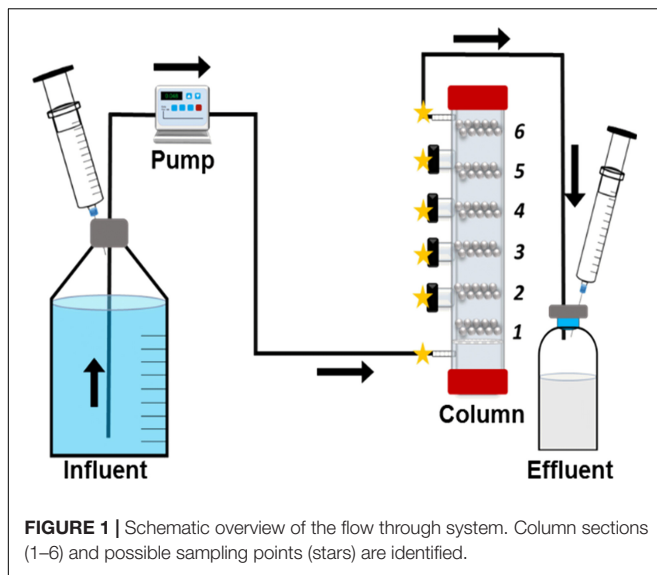 Pump
6
5
4
3
2
1
Column
Influent
Effluent
FIGURE 1 | Schematic overview of the flow through system. Column sections
(1–6) and possible sampling points (stars) are identified.